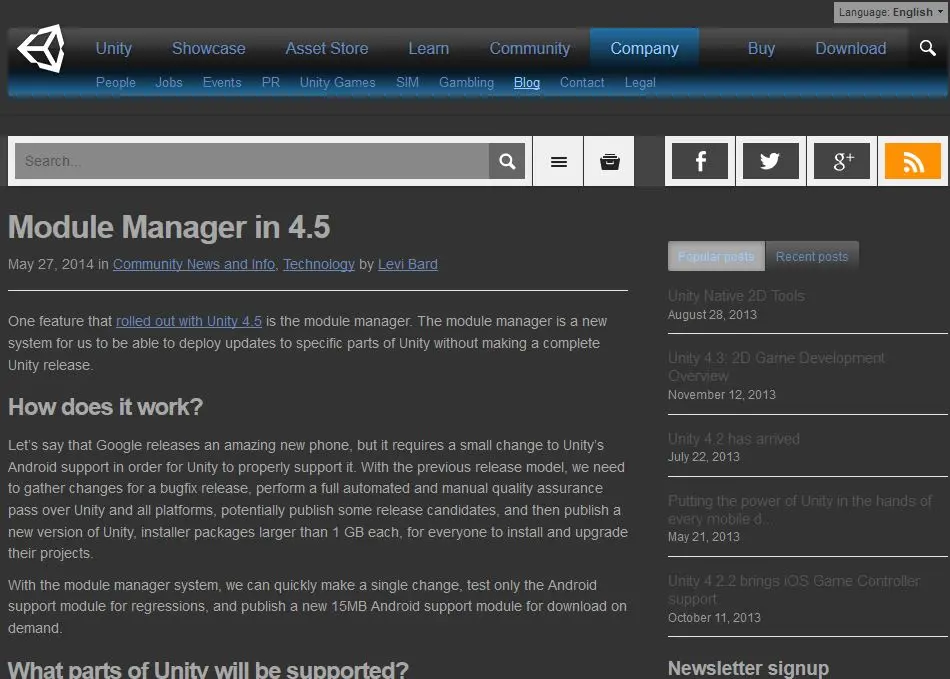 Language: English
Unity Showcase Asset Store Learn Community Company Buy Download
People Jobs Events PR Unity Games SIM Gambling Blog Contact Legal
Search...
f g+
Module Manager in 4.5
May 27, 2014 in Community News and Info, Technology by Levi Bard
One feature that rolled out with Unity 4.5 is the module manager. The module manager is a new
system for us to be able to deploy updates to specific parts of Unity without making a complete
Unity release.
How does it work?
Let's say that Google releases an amazing new phone, but it requires a small change to Unity's
Android support in order for Unity to properly support it. With the previous release model, we need
to gather changes for a bugfix release, perform a full automated and manual quality assurance
pass over Unity and all platforms, potentially publish some release candidates, and then publish a
new version of Unity, installer packages larger than 1 GB each, for everyone to install and upgrade
their projects.
With the module manager system, we can quickly make a single change, test only the Android
support module for regressions, and publish a new 15MB Android support module for download on
demand.
What parts of Unity will be supported?
Popular posts Recent posts
Unity Native 2D Tools
August 28, 2013
Unity 4.3: 2D Game Development
Overview
November 12, 2013
Unity 4.2 has arrived
July 22, 2013
Putting the power of Unity in the hands of
every mobile d...
May 21, 2013
Unity 4.2.2 brings iOS Game Controller
support
October 11, 2013
Newsletter signup